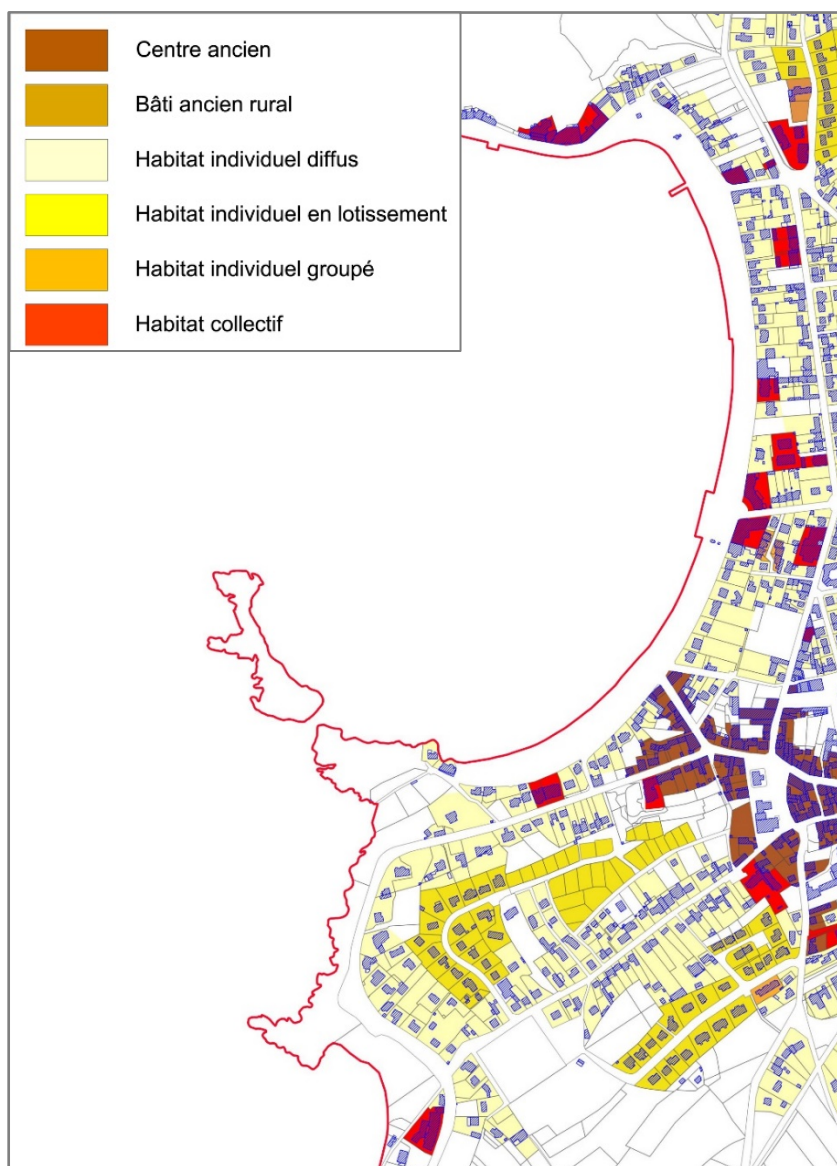 Centre ancien
Bâti ancien rural
Habitat individuel diffus
Habitat individuel en lotissement
Habitat individuel groupé
Habitat collectif